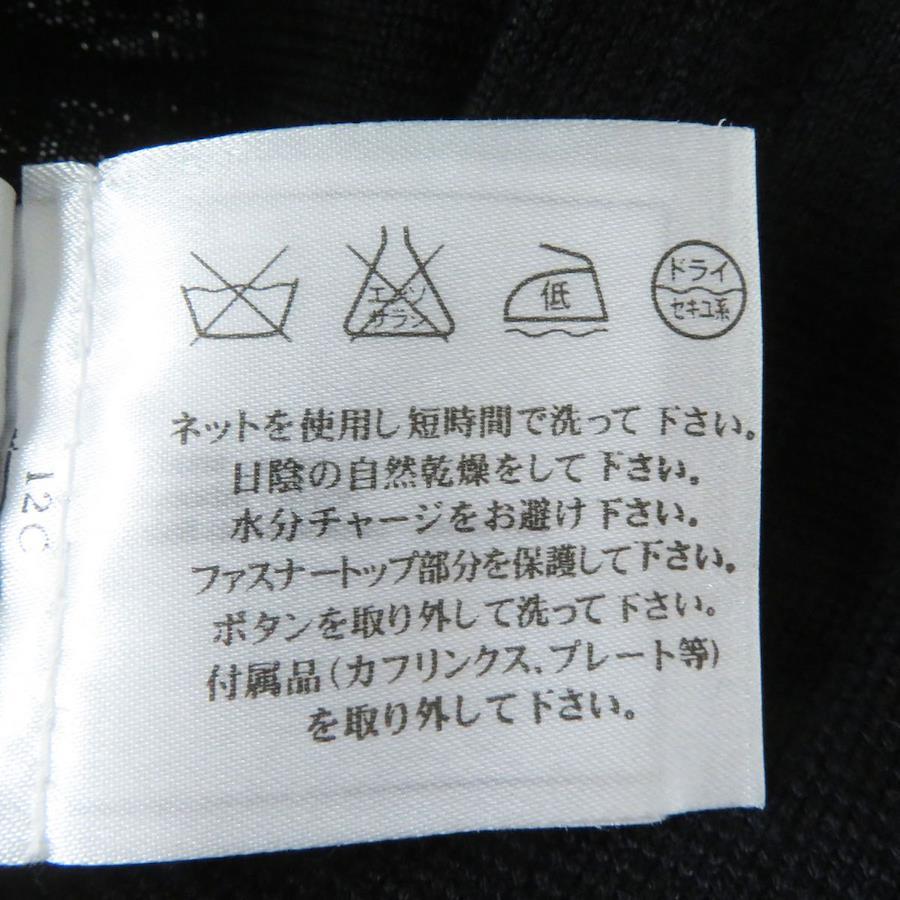 エンソ
サラシ
低
ドライ
セキユ系
ネットを使用し短時間で洗って下さい。
日陰の自然乾燥をして下さい。
水分チャージをお避け下さい。
ファスナートップ部分を保護して下さい。
ボタンを取り外して洗って下さい。
付属品(カフリンクス、プレート等)
を取り外して下さい。
12C